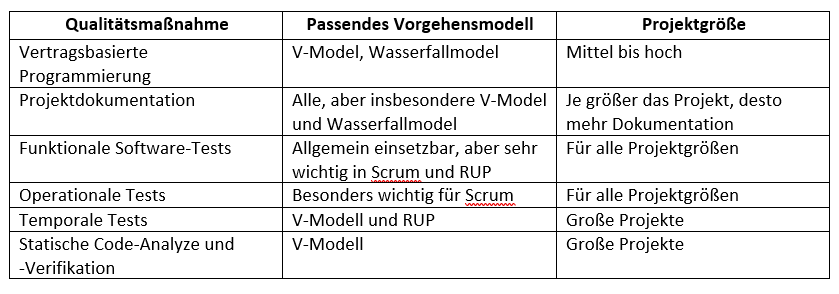 Qualitätsmaßnahme Passendes Vorgehensmodell Projektgröße
Vertragsbasierte Programmierung V-Model, Wasserfallmodel Mittel bis hoch
Projektdokumentation Alle, aber insbesondere V-Model und Wasserfallmodel Je größer das Projekt, desto mehr Dokumentation
Funktionale Software-Tests Allgemein einsetzbar, aber sehr wichtig in Scrum und RUP Für alle Projektgrößen
Operationale Tests Besonders wichtig für Scrum Für alle Projektgrößen
Temporale Tests V-Modell und RUP Große Projekte
Statische Code-Analyze und -Verifikation V-Modell Große Projekte